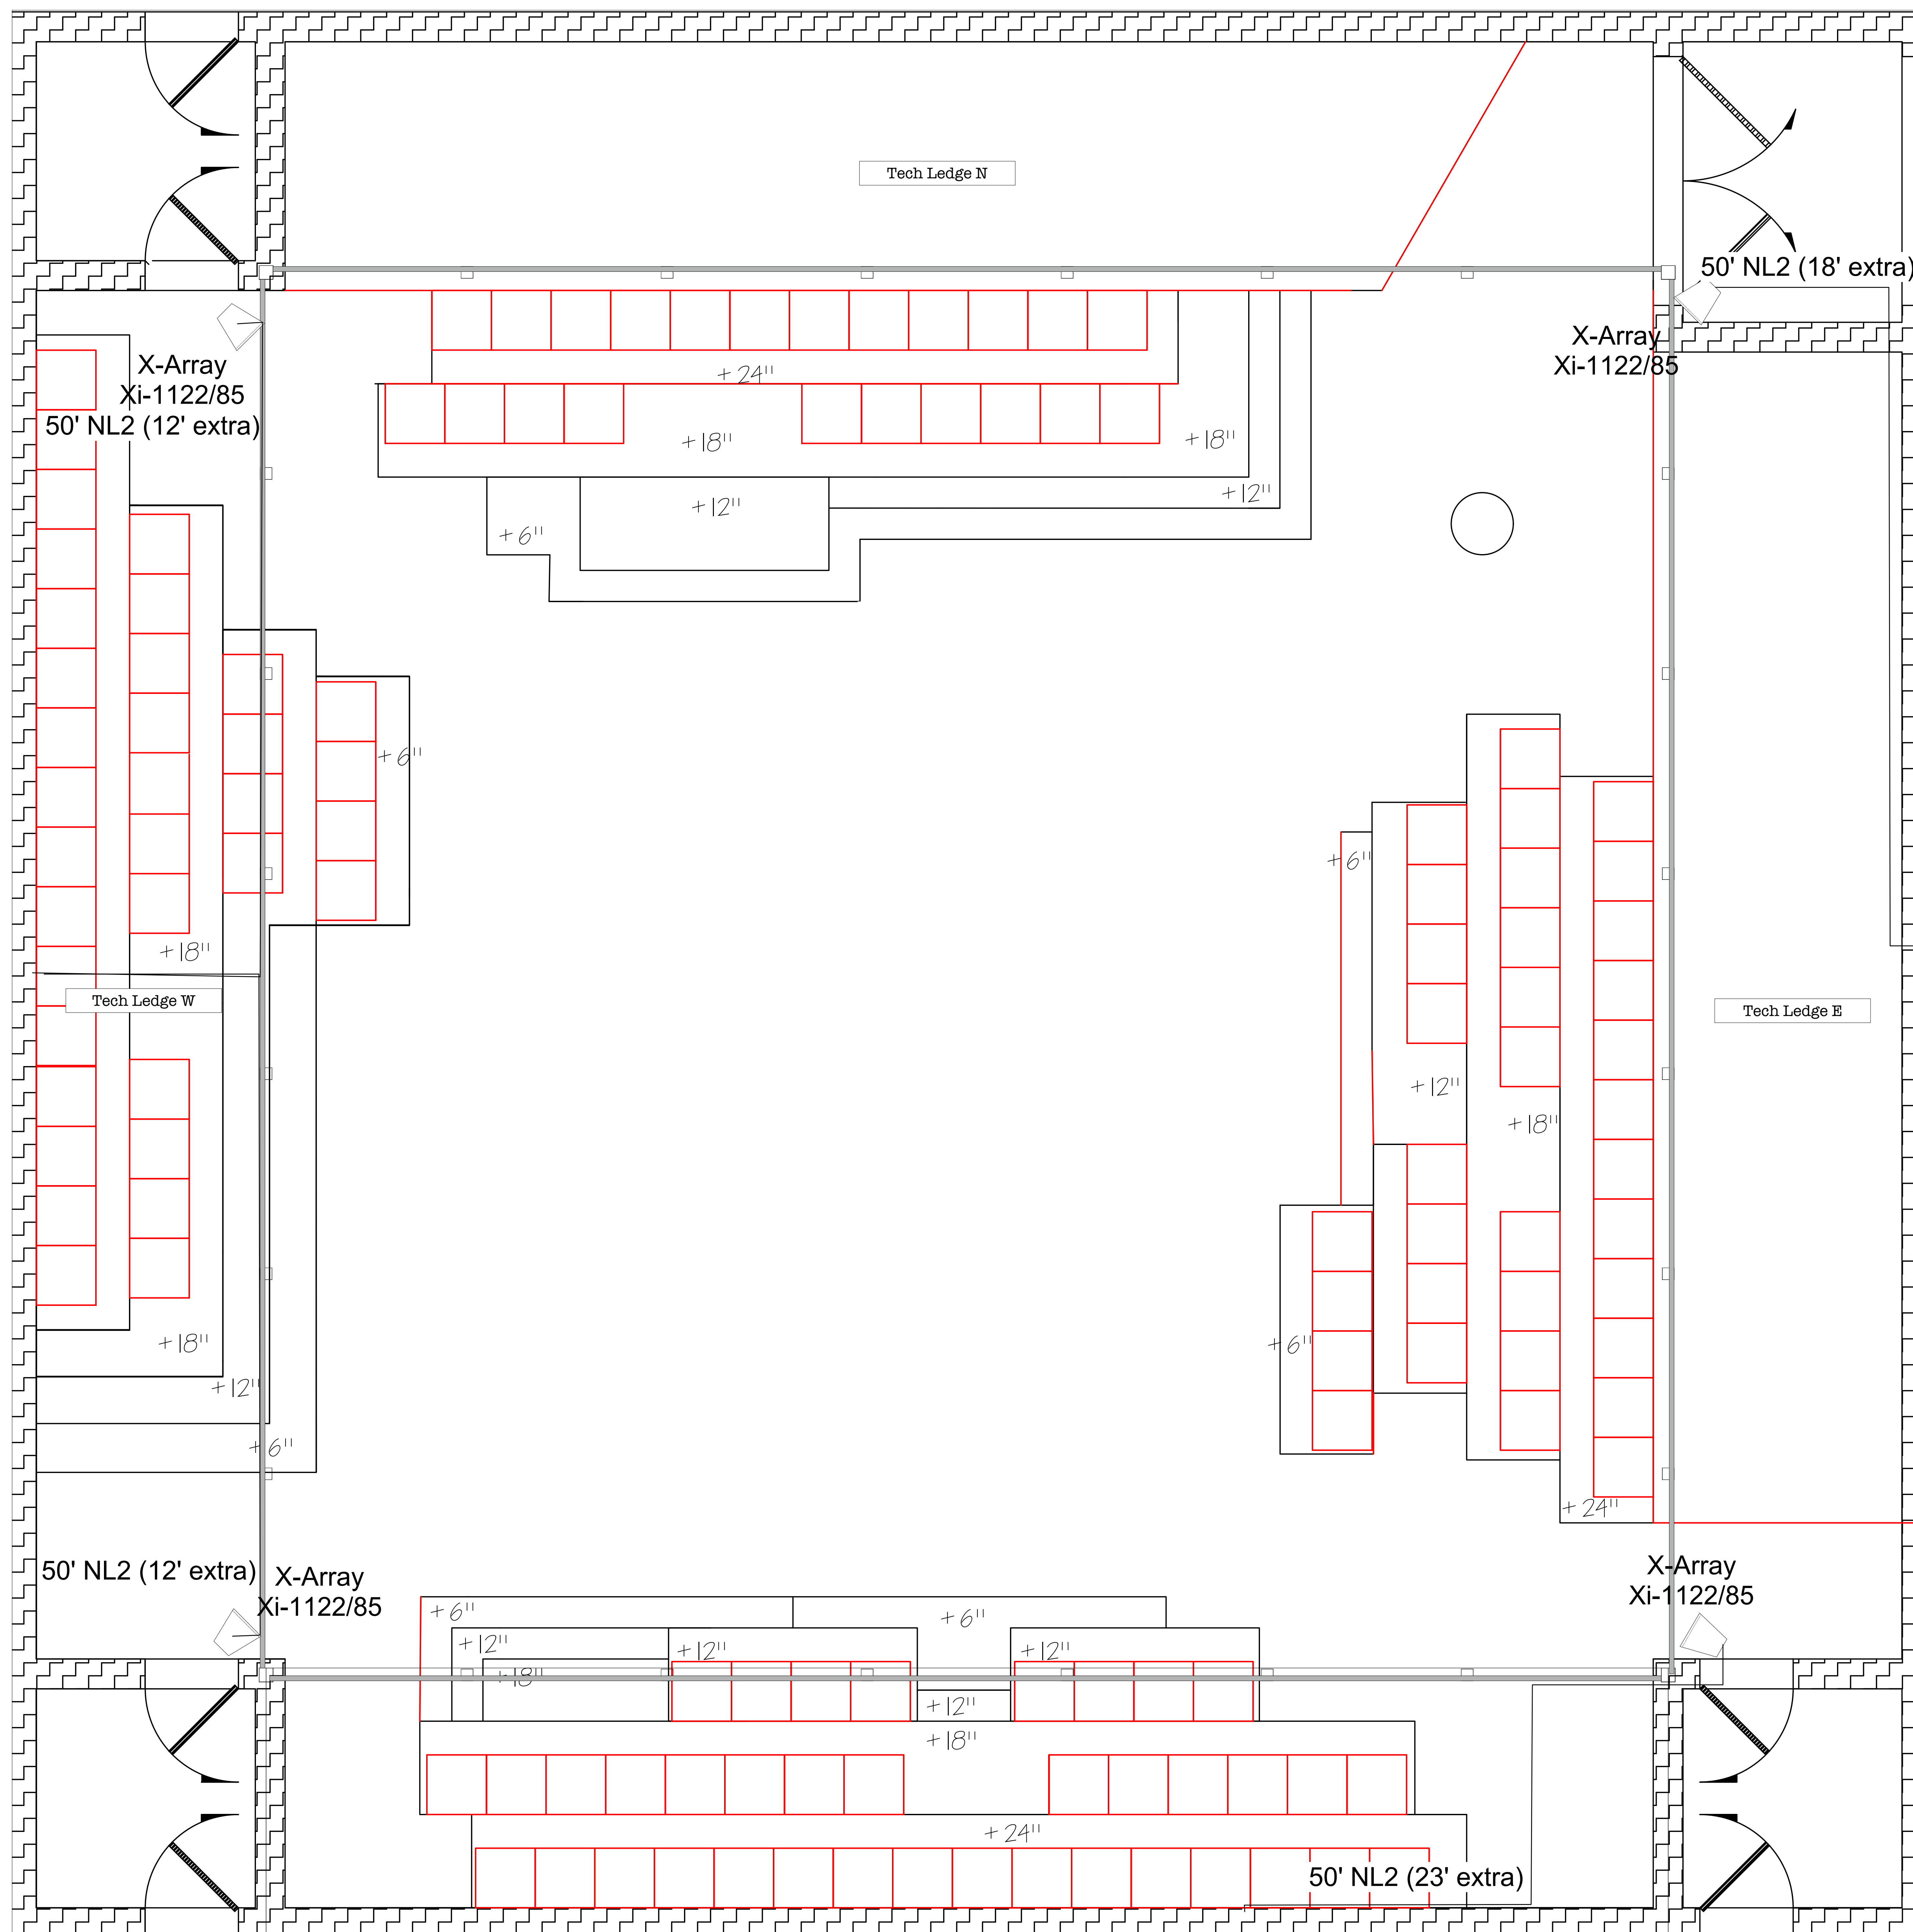 Tech Ledge N
50' NL2 (18' extra)
X-Array
Xi-1122/85
50' NL2 (12' extra)
X-Array
Xi-1122/85
+24"
+18"
+18"
+12"
+12"
+6"
+6"
+6"
+18"
Tech Ledge W
Tech Ledge E
+12"
+18"
+18"
+6"
+12"
+6"
+24"
50' NL2 (12' extra)
X-Array
Xi-1122/85
X-Array
Xi-1122/85
+6"
+6"
+12"
+12"
+12"
+18"
+12"
+18"
+24"
50' NL2 (23' extra)